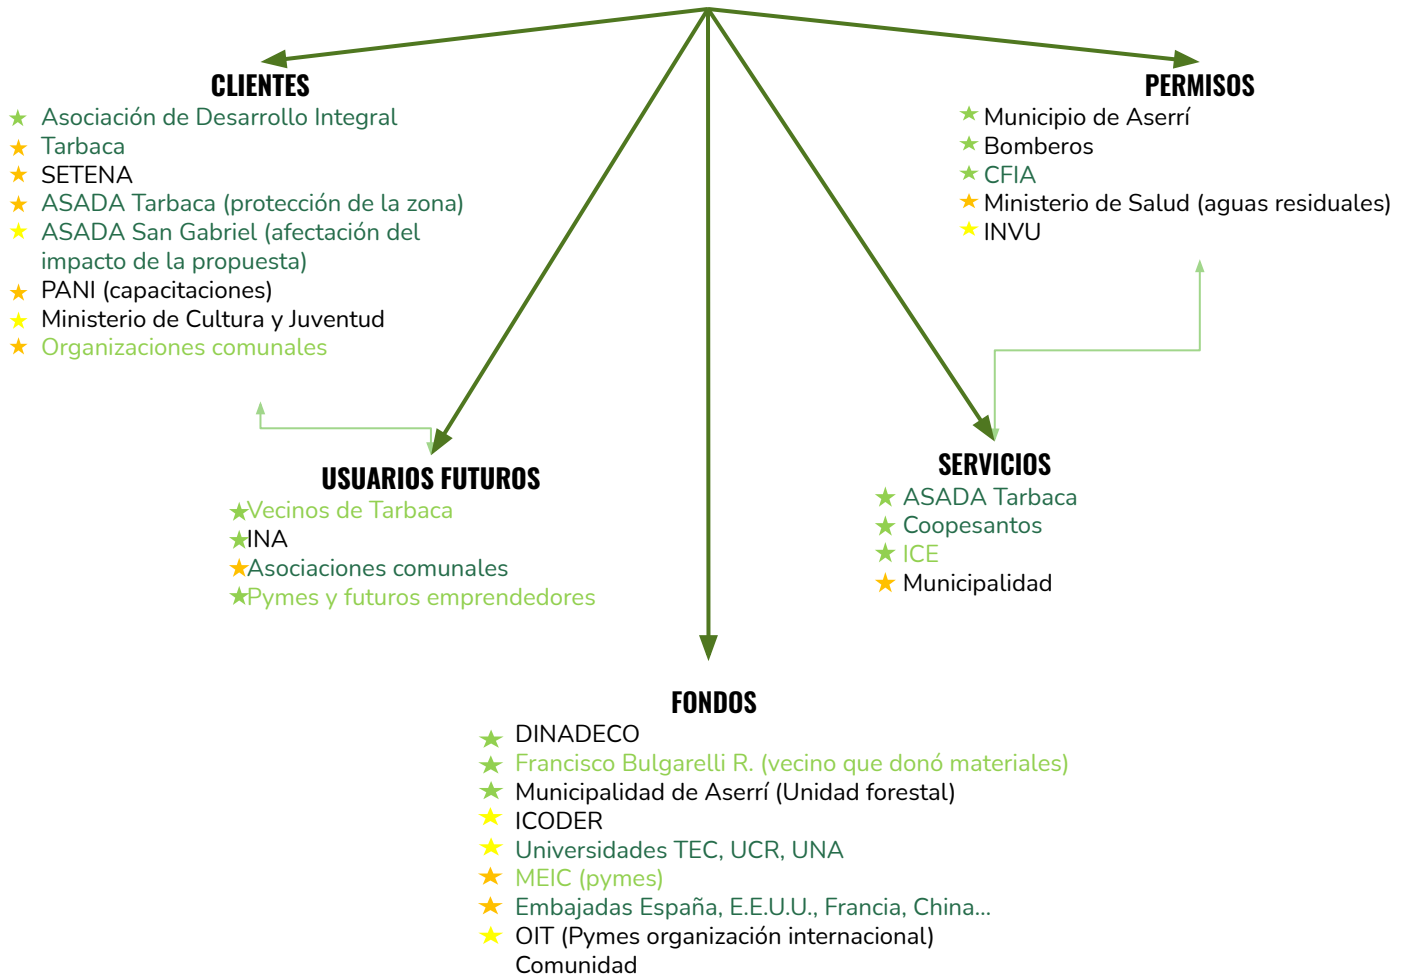 CLIENTES
Asociación de Desarrollo Integral
Tarbaca
SETENA
ASADA Tarbaca (protección de la zona)
ASADA San Gabriel (afectación del
impacto de la propuesta)
PANI (capacitaciones)
Ministerio de Cultura y Juventud
Organizaciones comunales
PERMISOS
Municipio de Aserrí
Bomberos
CFIA
Ministerio de Salud (aguas residuales)
INVU
USUARIOS FUTUROS
Vecinos de Tarbaca
INA
Asociaciones comunales
Pymes y futuros emprendedores
SERVICIOS
ASADA Tarbaca
Coopesantos
ICE
Municipalidad
FONDOS
DINADECO
Francisco Bulgarelli R. (vecino que donó materiales)
Municipalidad de Aserrí (Unidad forestal)
ICODER
Universidades TEC, UCR, UNA
MEIC (pymes)
Embajadas España, E.E.U.U., Francia, China...
OIT (Pymes organización internacional)
Comunidad